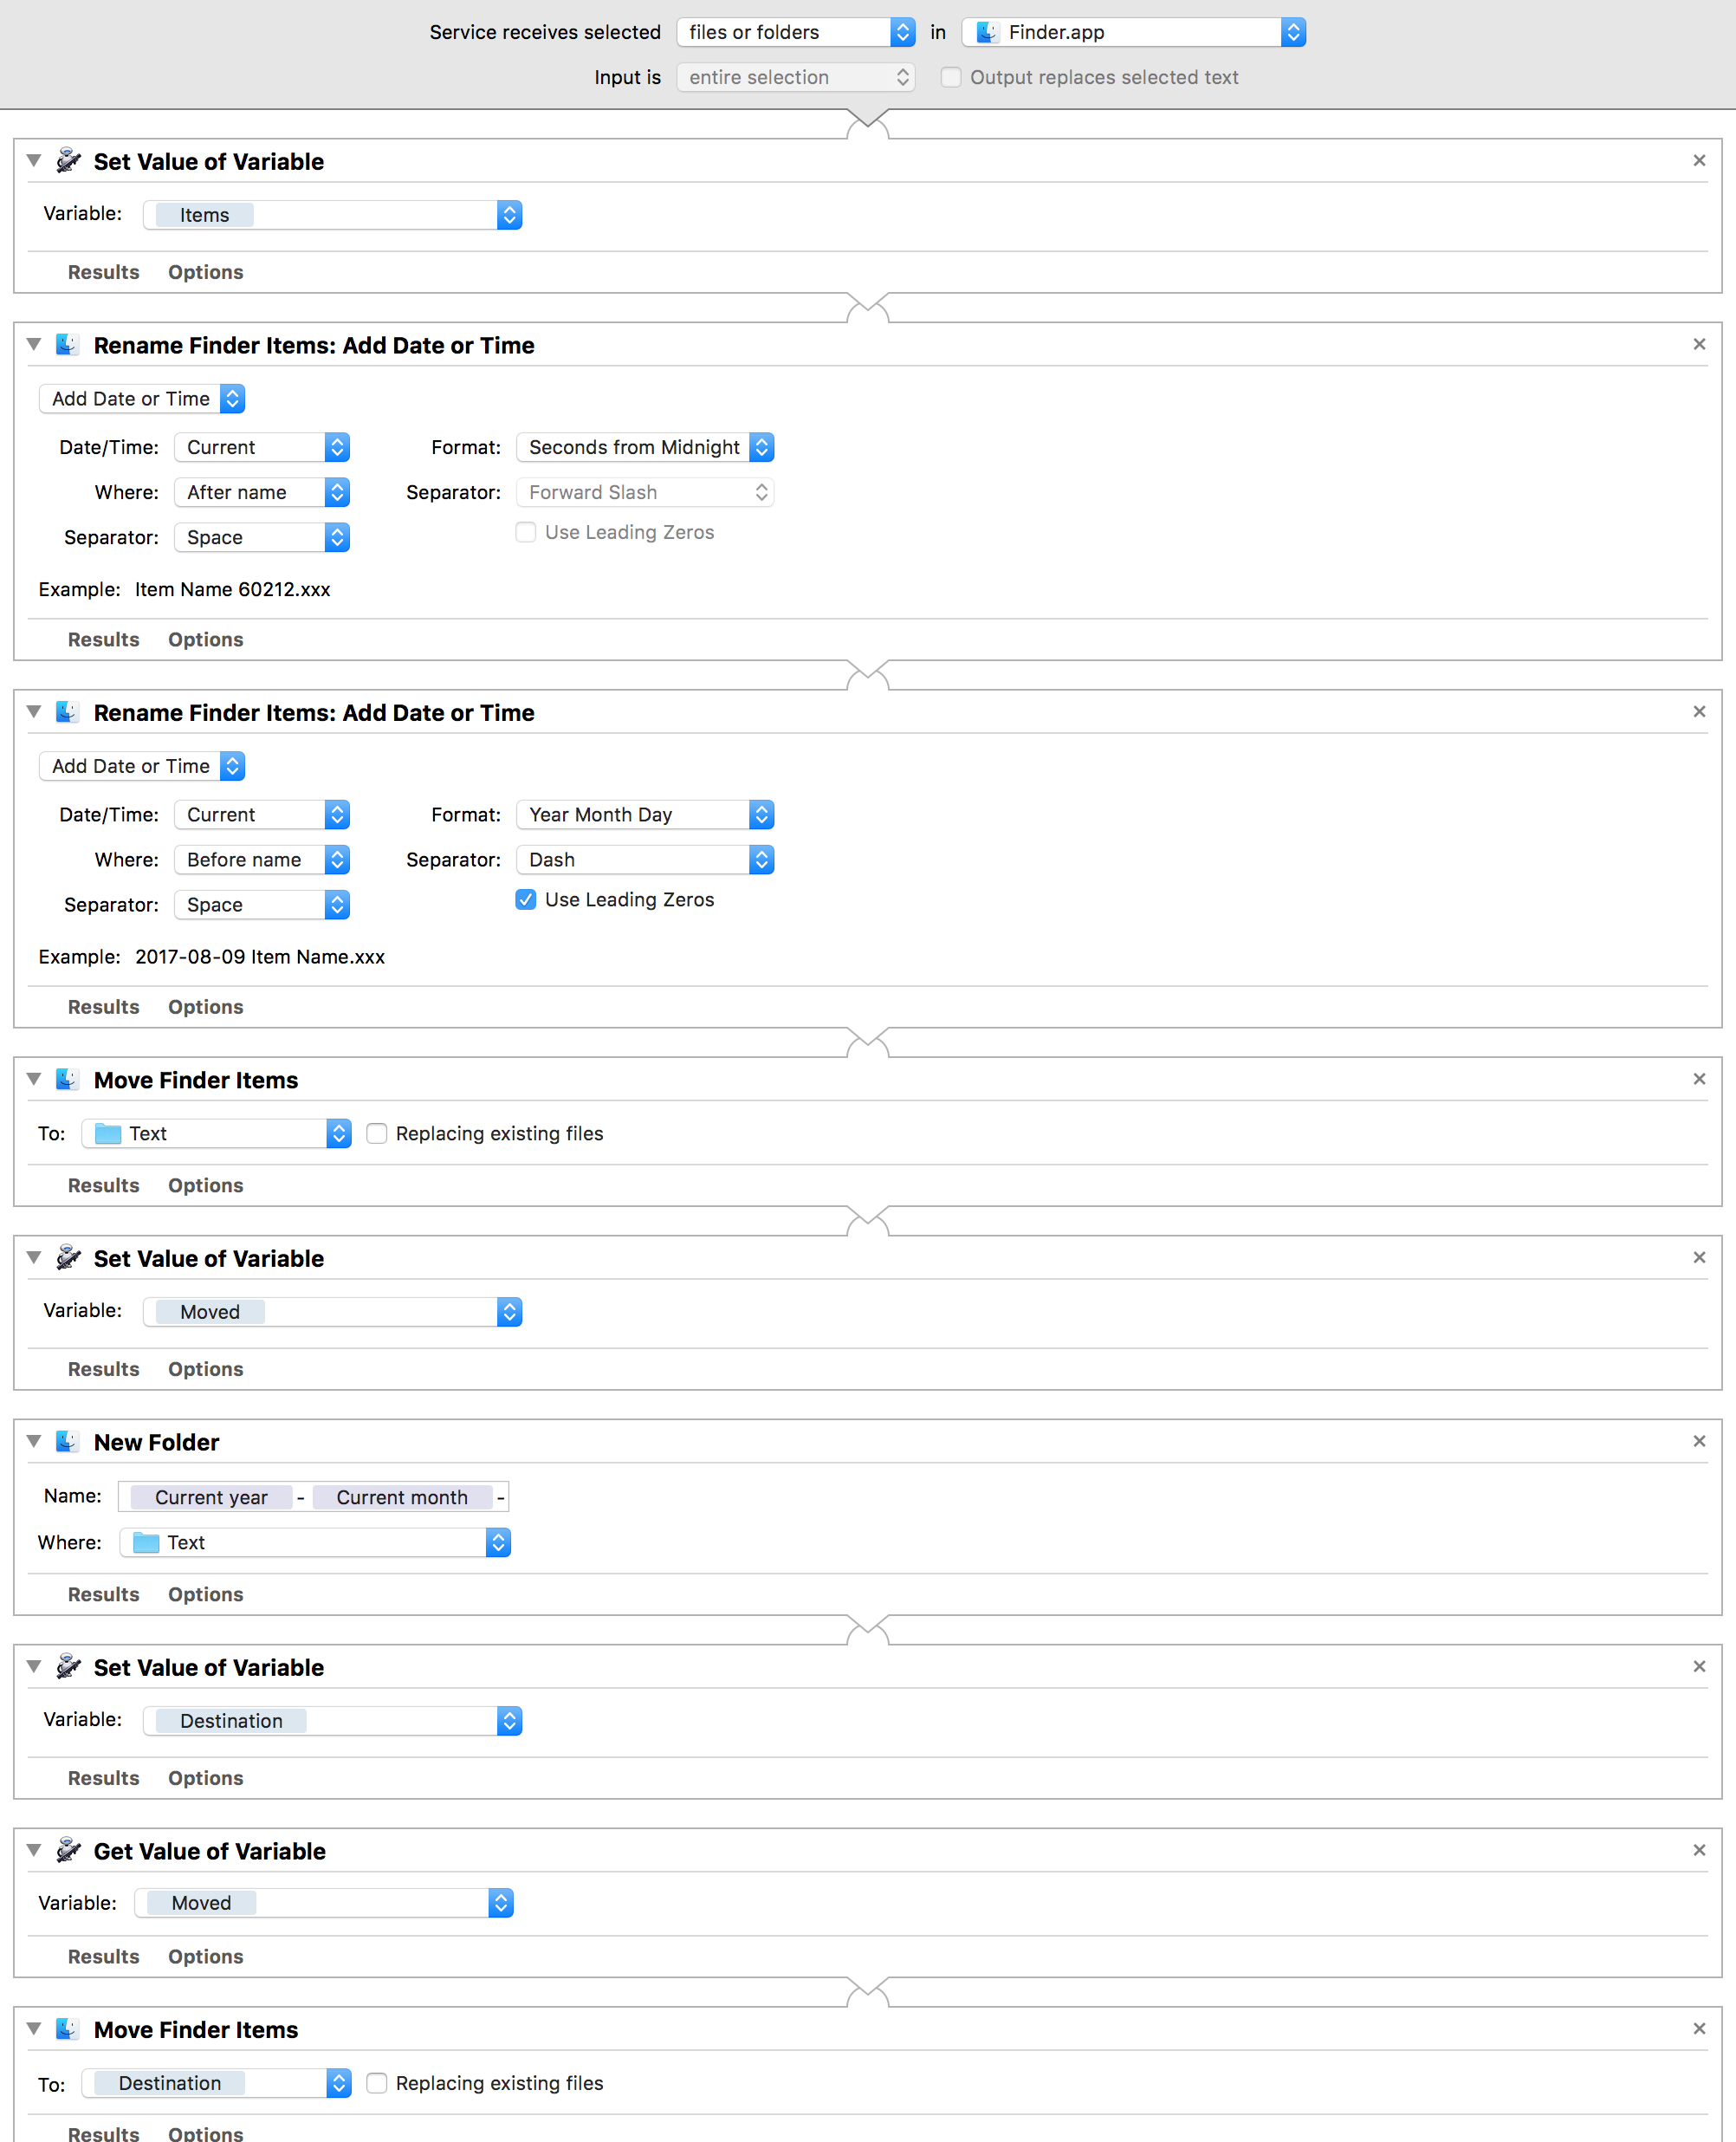 Service receives selected files or folders in Finder.app
Input is entire selection Output replaces selected text
Set Value of Variable
Variable: Items
Results Options
Rename Finder Items: Add Date or Time
Add Date or Time
Date/Time: Current Format: Seconds from Midnight
Where: After name Separator: Forward Slash
Separator: Space Use Leading Zeros
Example: Item Name 60212.xxx
Results Options
Rename Finder Items: Add Date or Time
Add Date or Time
Date/Time: Current Format: Year Month Day
Where: Before name Separator: Dash
Separator: Space Use Leading Zeros
Example: 2017-08-09 Item Name.xxx
Results Options
Move Finder Items
To: Text Replacing existing files
Results Options
Set Value of Variable
Variable: Moved
Results Options
New Folder
Name: Current year - Current month -
Where: Text
Results Options
Set Value of Variable
Variable: Destination
Results Options
Get Value of Variable
Variable: Moved
Results Options
Move Finder Items
To: Destination Replacing existing files
Results Options